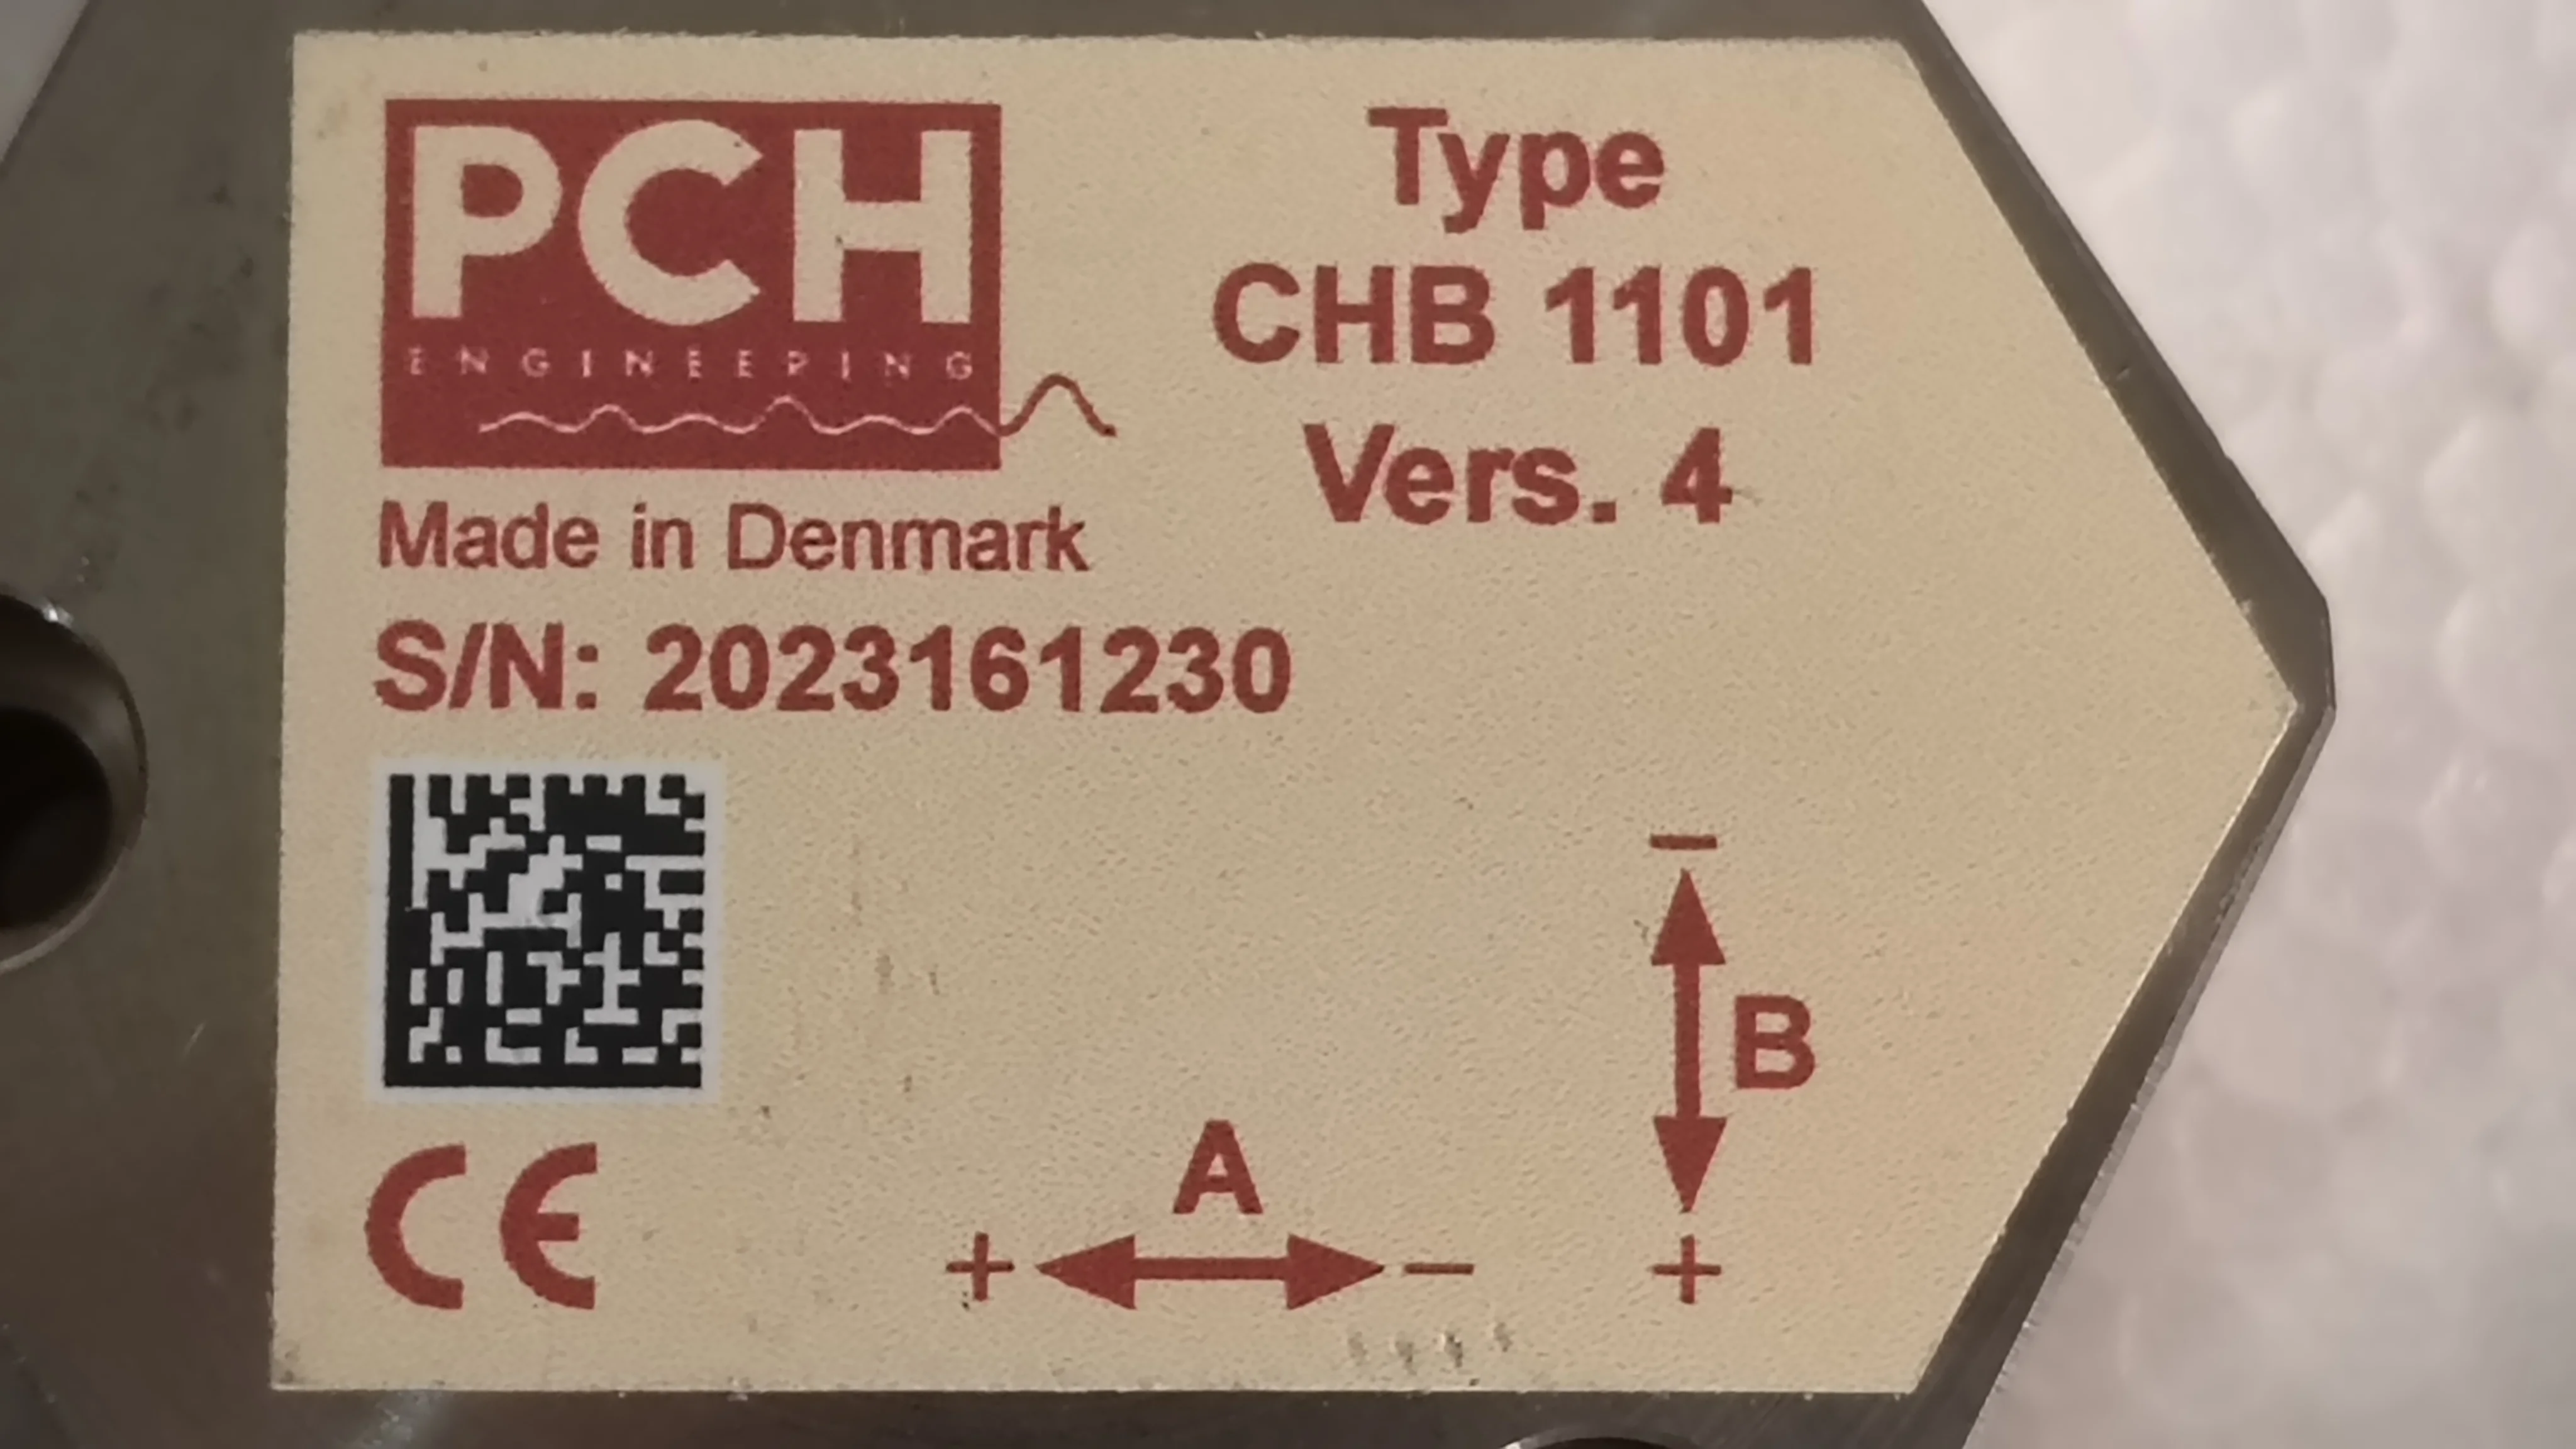 PCH
ENGINEERING
Made in Denmark
S/N: 2023161230
Type
CHB 1101
Vers. 4
CE
A
+ −
−
B
+